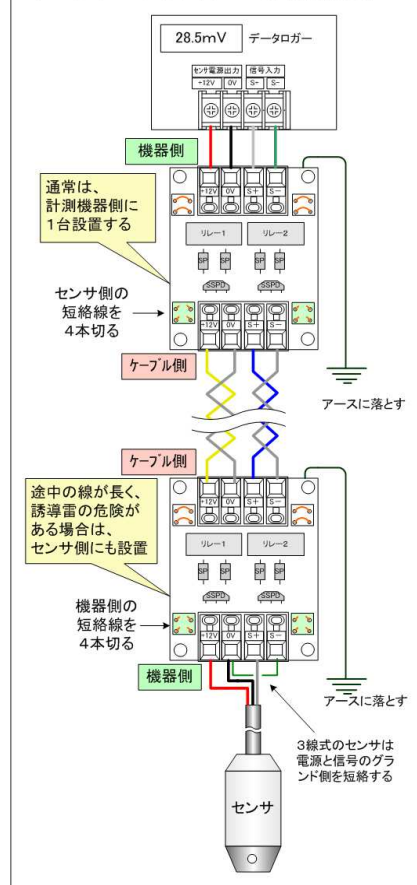 28.5mV データロガー
センサ電源出力 信号入力
+12V 0V S+ S-
機器側
+12V 0V S+ S-
通常は、
計測機器側に
1台設置する
リレー1 リレー2
SP SP SP SP
SSPD SSPD
センサ側の
短絡線を
4本切る
+12V 0V S+ S-
ケーブル側
アースに落とす
ケーブル側
+12V 0V S+ S-
途中の線が長く、
誘導雷の危険が
ある場合は、
センサ側にも設置
リレー1 リレー2
SP SP SP SP
SSPD SSPD
機器側の
短絡線を
4本切る
+12V 0V S+ S-
機器側
アースに落とす
3線式のセンサは
電源と信号のグラ
ンド側を短絡する
センサ